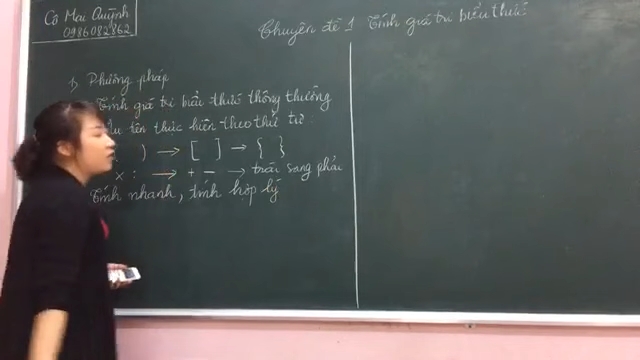 Cô Mai Quỳnh
0986082862
Chuyên đề 1 Tính giá trị biểu thức
1, Phương pháp
Tính giá trị biểu thức thông thường
tiên thực hiện theo thứ tự:
) → [ ] → { }
× : → + - → trái sang phải
Tính nhanh, tính hợp lý